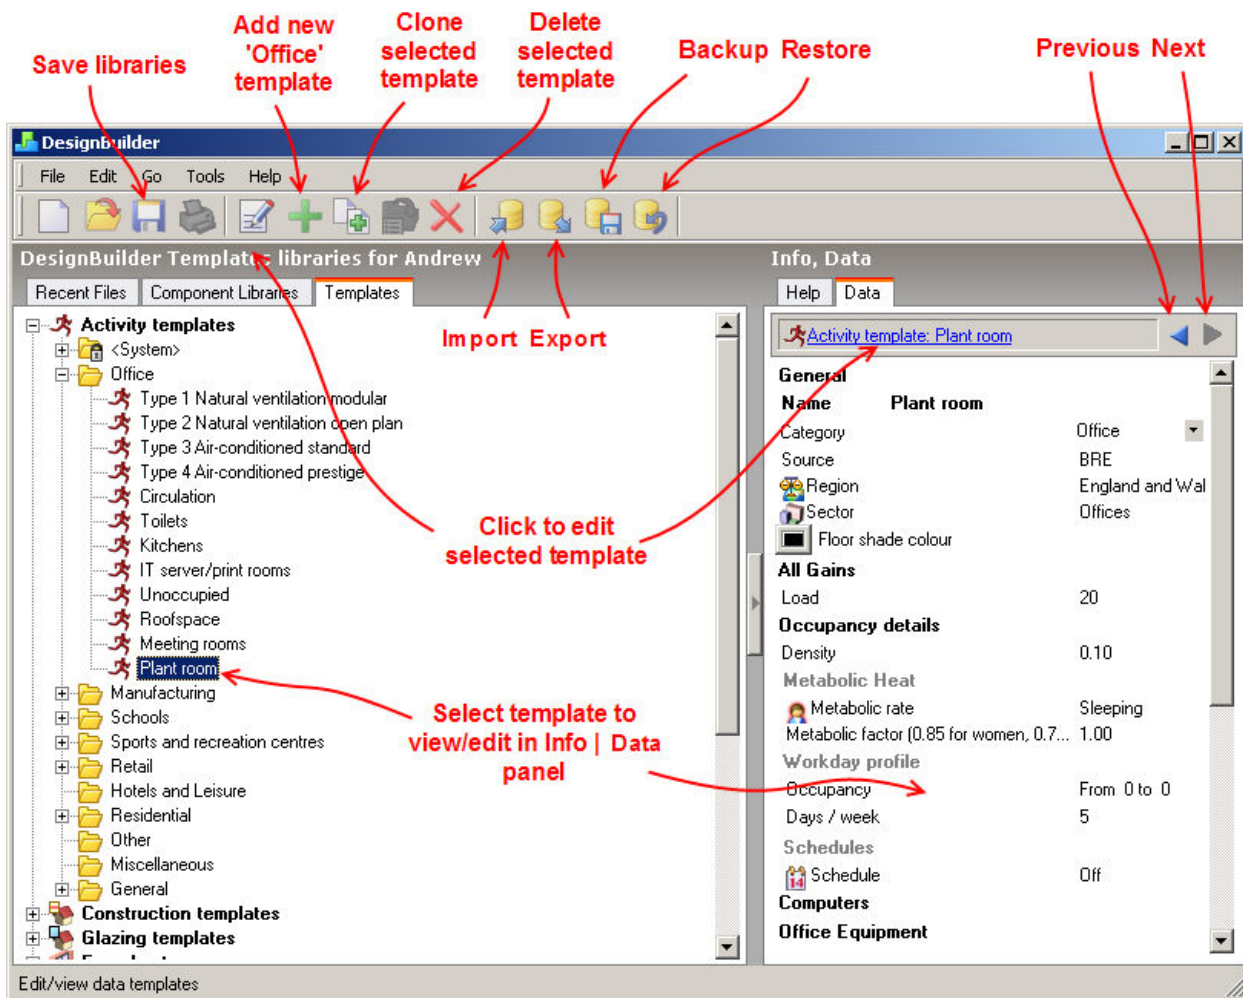 Save libraries
Add new
'Office'
template
Clone
selected
template
Delete
selected
template
Backup Restore
Previous Next
DesignBuilder
File Edit Go Tools Help
DesignBuilder Templates libraries for Andrew
Recent Files Component Libraries Templates
Import Export
Activity templates
<System>
Office
Type 1 Natural ventilation modular
Type 2 Natural ventilation open plan
Type 3 Air-conditioned standard
Type 4 Air-conditioned prestige
Circulation
Toilets
Kitchens
IT server/print rooms
Unoccupied
Roofspace
Meeting rooms
Plant room
Manufacturing
Schools
Sports and recreation centres
Retail
Hotels and Leisure
Residential
Other
Miscellaneous
General
Construction templates
Glazing templates
Click to edit
selected template
Select template to
view/edit in Info | Data
panel
Info, Data
Help Data
Activity template: Plant room
General
Name Plant room
Category Office
Source BRE
Region England and Wal
Sector Offices
Floor shade colour
All Gains
Load 20
Occupancy details
Density 0.10
Metabolic Heat
Metabolic rate Sleeping
Metabolic factor (0.85 for women, 0.7... 1.00
Workday profile
Occupancy From 0 to 0
Days / week 5
Schedules
14 Schedule Off
Computers
Office Equipment
Edit/view data templates